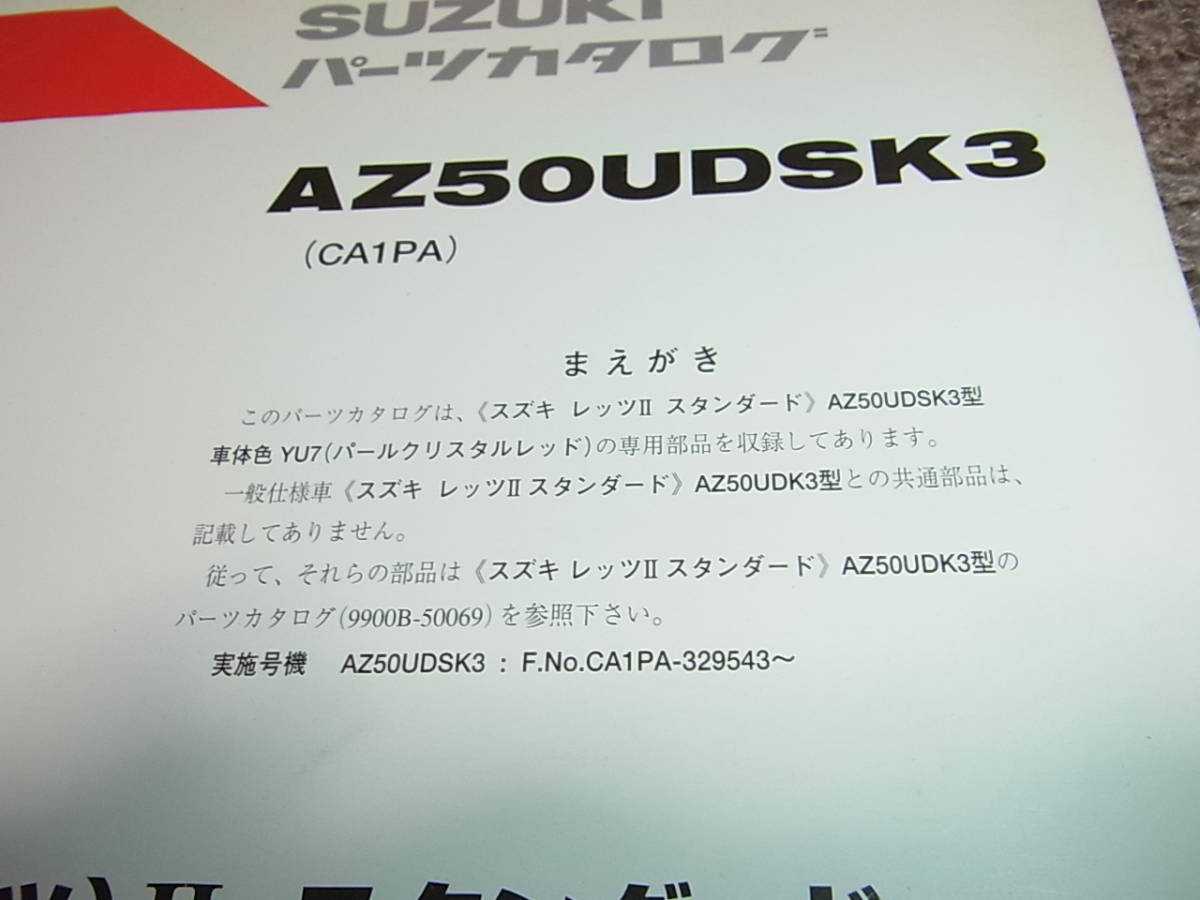 SUZUKI
パーツカタログ
AZ50UDSK3
(CA1PA)
まえがき
このパーツカタログは、《スズキ レッツII スタンダード》AZ50UDSK3型
車体色 YU7(パールクリスタルレッド)の専用部品を収録してあります。
一般仕様車《スズキ レッツII スタンダード》AZ50UDK3型との共通部品は、
記載してありません。
従って、それらの部品は《スズキ レッツII スタンダード》AZ50UDK3型の
パーツカタログ(9900B-50069)を参照下さい。
実施号機 AZ50UDSK3 : F.No.CA1PA-329543～
ツ)II スタンダード